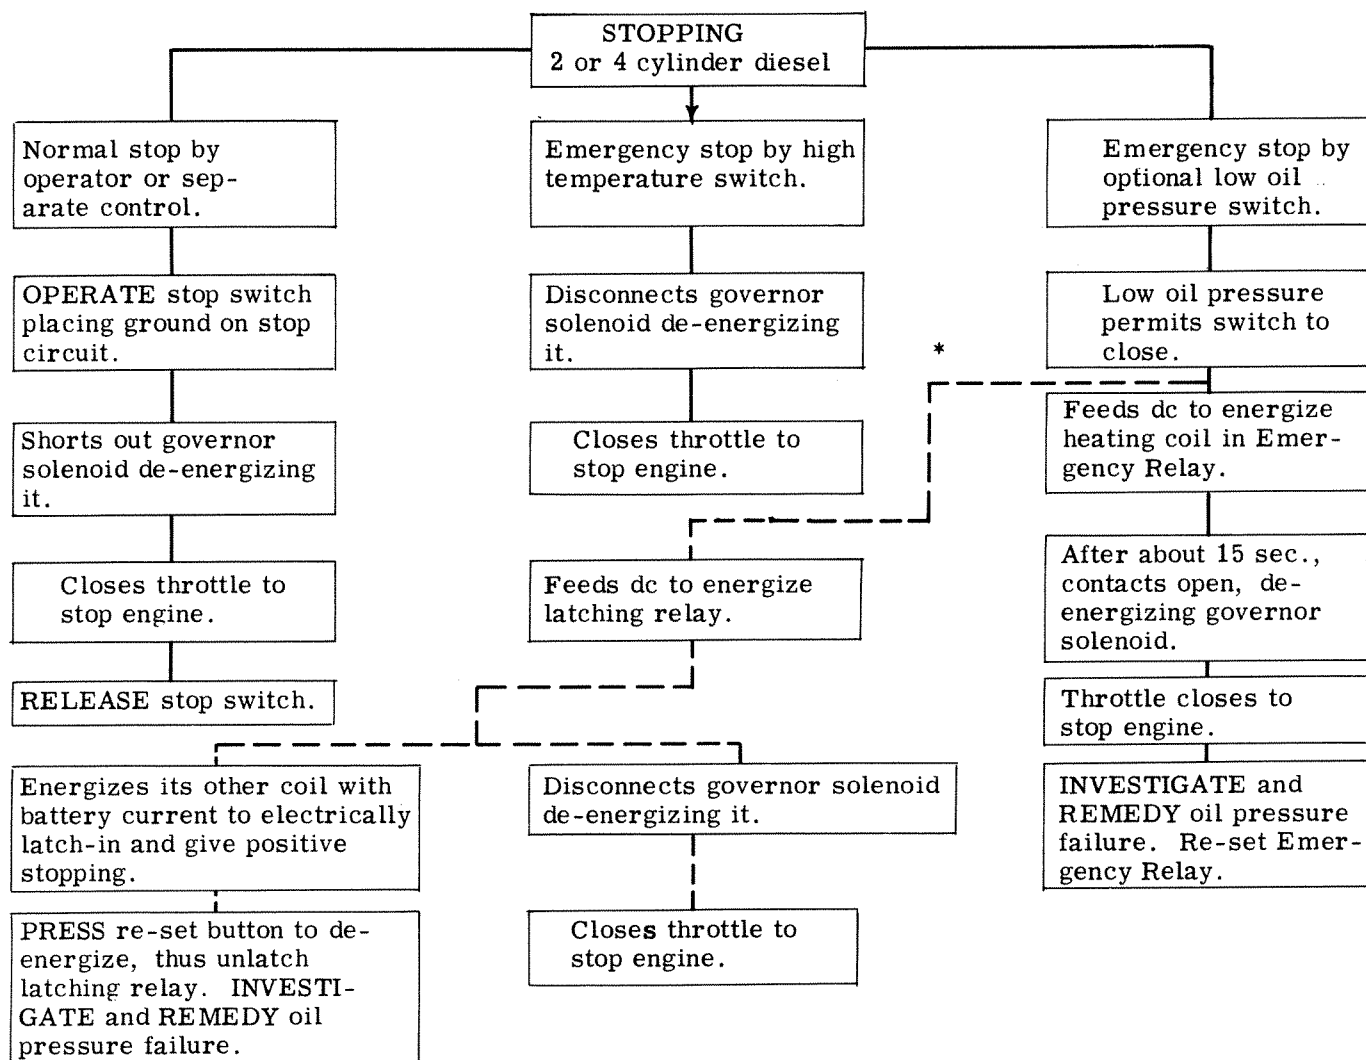 STOPPING
2 or 4 cylinder diesel
Normal stop by
operator or sep-
arate control.
OPERATE stop switch
placing ground on stop
circuit.
Shorts out governor
solenoid de-energizing
it.
Closes throttle to
stop engine.
RELEASE stop switch.
Emergency stop by high
temperature switch.
Disconnects governor
solenoid de-energizing
it.
Closes throttle to
stop engine.
Emergency stop by
optional low oil
pressure switch.
Low oil pressure
permits switch to
close.
*
Feeds dc to energize
heating coil in Emer-
gency Relay.
After about 15 sec.,
contacts open, de-
energizing governor
solenoid.
Throttle closes to
stop engine.
INVESTIGATE and
REMEDY oil pressure
failure. Re-set Emer-
gency Relay.
Feeds dc to energize
latching relay.
Energizes its other coil with
battery current to electrically
latch-in and give positive
stopping.
PRESS re-set button to de-
energize, thus unlatch
latching relay. INVESTI-
GATE and REMEDY oil
pressure failure.
Disconnects governor solenoid
de-energizing it.
Closes throttle to
stop engine.